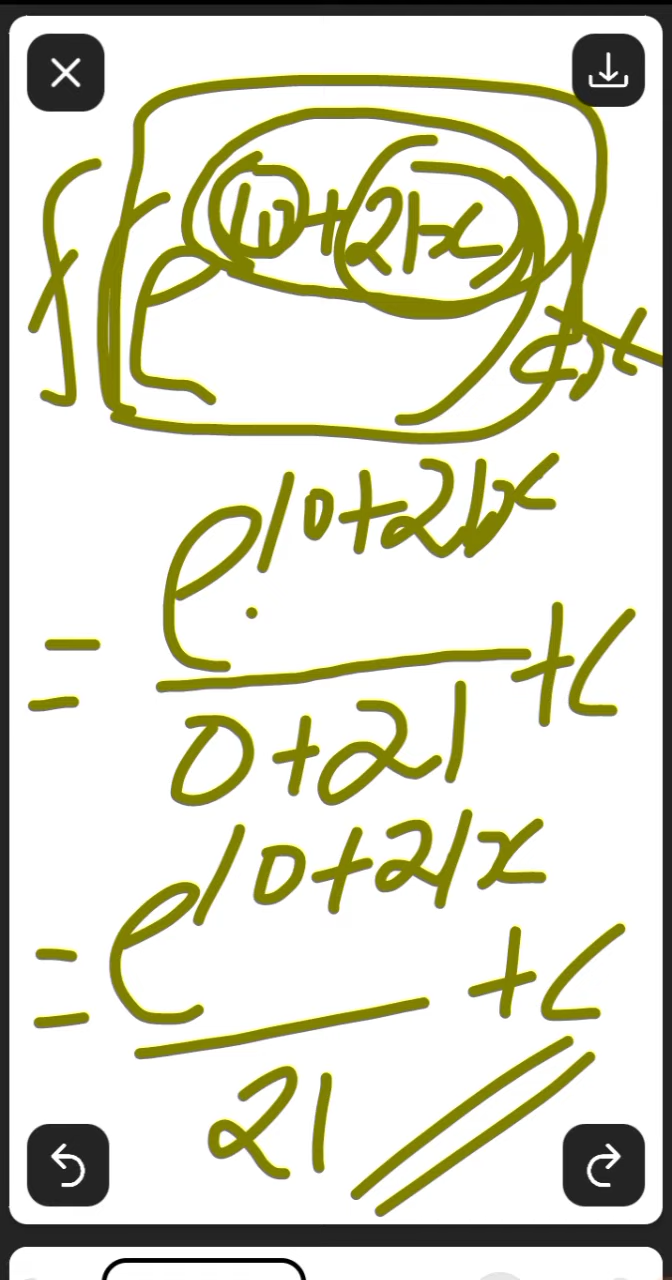 ∫(e^(10+21x))dx
= e^(10+21x) / (0+21) + C
= e^(10+21x) / 21 + C